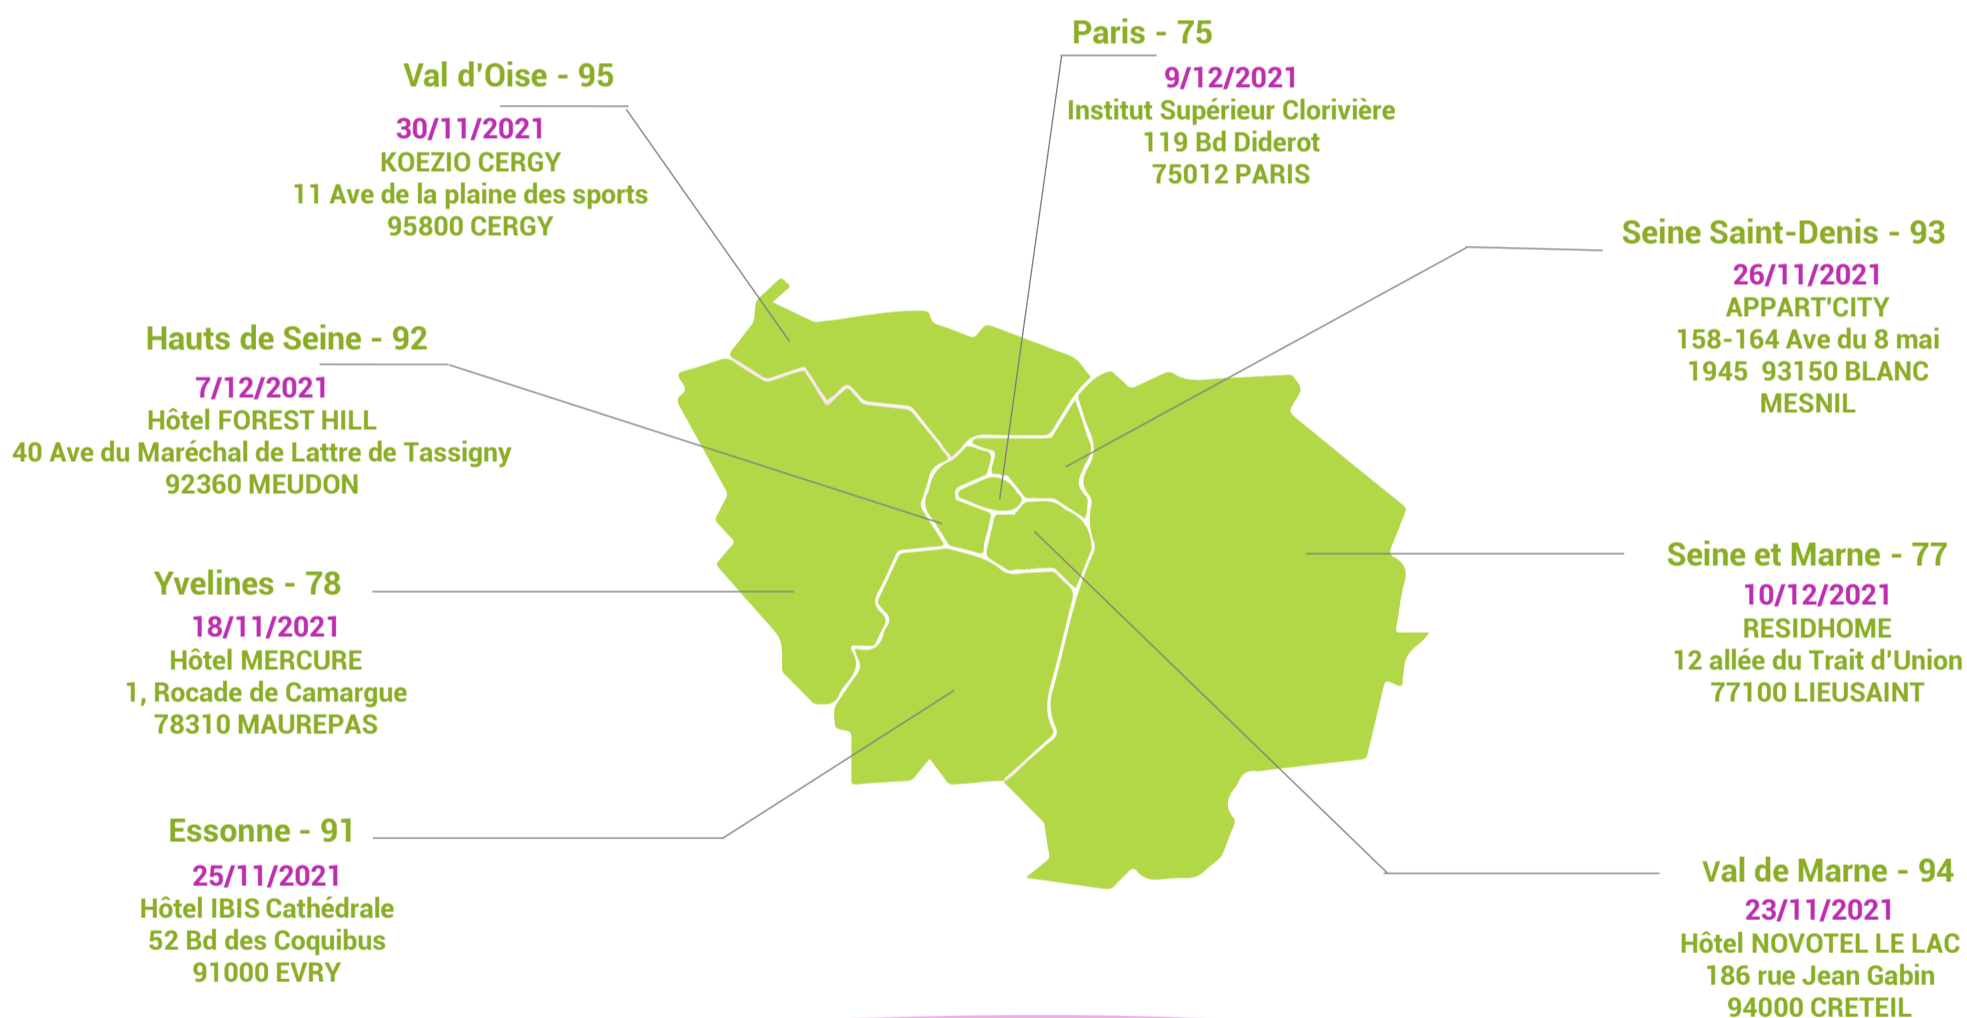 Paris - 75
9/12/2021
Institut Supérieur Clorivière
119 Bd Diderot
75012 PARIS
Val d'Oise - 95
30/11/2021
KOEZIO CERGY
11 Ave de la plaine des sports
95800 CERGY
Seine Saint-Denis - 93
26/11/2021
APPART'CITY
158-164 Ave du 8 mai
1945  93150 BLANC
MESNIL
Hauts de Seine - 92
7/12/2021
Hôtel FOREST HILL
40 Ave du Maréchal de Lattre de Tassigny
92360 MEUDON
Seine et Marne - 77
10/12/2021
RESIDHOME
12 allée du Trait d'Union
77100 LIEUSAINT
Yvelines - 78
18/11/2021
Hôtel MERCURE
1, Rocade de Camargue
78310 MAUREPAS
Essonne - 91
25/11/2021
Hôtel IBIS Cathédrale
52 Bd des Coquibus
91000 EVRY
Val de Marne - 94
23/11/2021
Hôtel NOVOTEL LE LAC
186 rue Jean Gabin
94000 CRETEIL